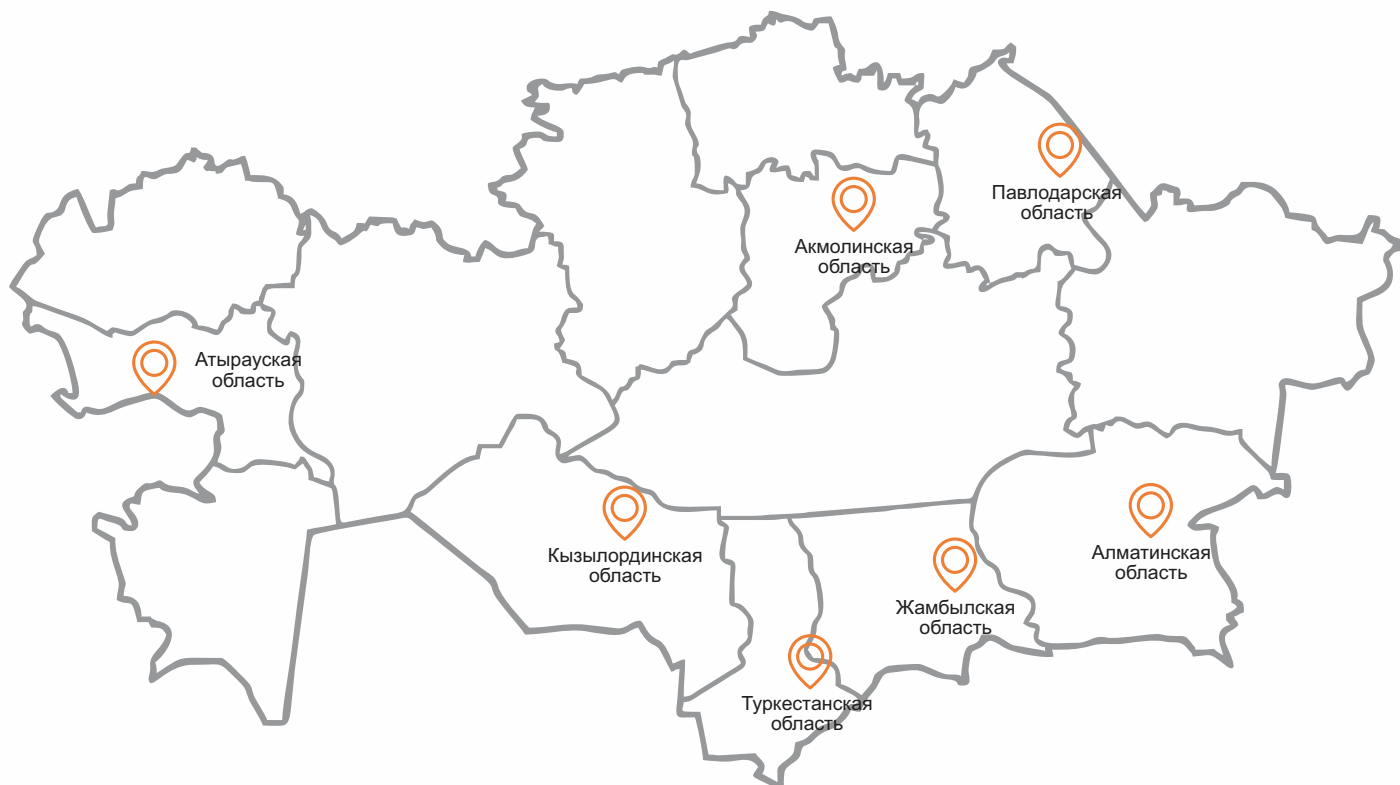 Павлодарская
область
Акмолинская
область
Атырауская
область
Кызылординская
область
Алматинская
область
Жамбылская
область
Туркестанская
область